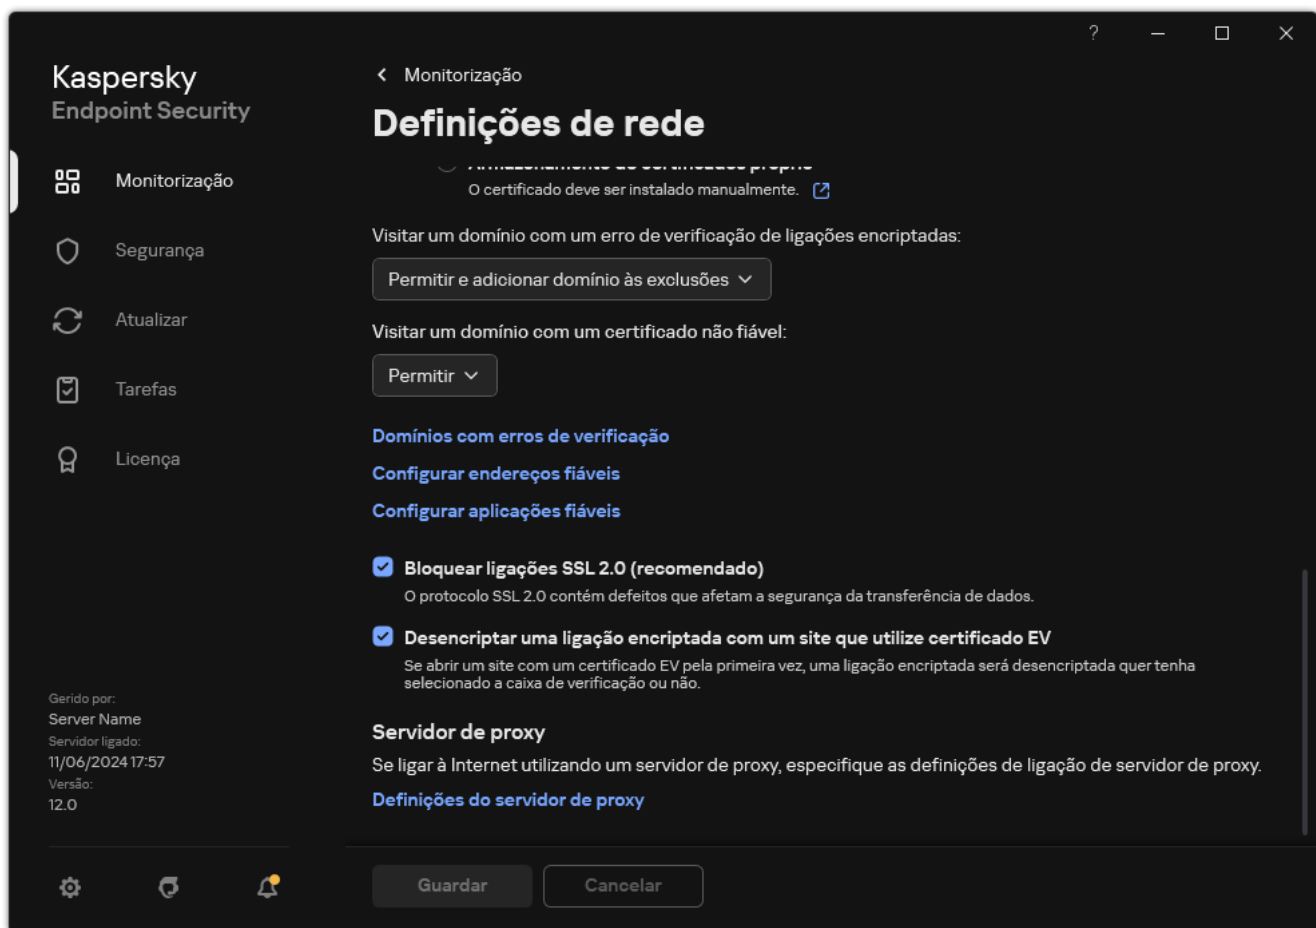 ?
Kaspersky
Endpoint Security
Monitorização
Segurança
Atualizar
Tarefas
Licença
Gerido por:
Server Name
Servidor ligado:
11/06/2024 17:57
Versão:
12.0
Monitorização
Definições de rede
Armazenamento de certificados próprio
O certificado deve ser instalado manualmente.
Visitar um domínio com um erro de verificação de ligações encriptadas:
Permitir e adicionar domínio às exclusões
Visitar um domínio com um certificado não fiável:
Permitir
Domínios com erros de verificação
Configurar endereços fiáveis
Configurar aplicações fiáveis
Bloquear ligações SSL 2.0 (recomendado)
O protocolo SSL 2.0 contém defeitos que afetam a segurança da transferência de dados.
Desencriptar uma ligação encriptada com um site que utilize certificado EV
Se abrir um site com um certificado EV pela primeira vez, uma ligação encriptada será desencriptada quer tenha
selecionado a caixa de verificação ou não.
Servidor de proxy
Se ligar à Internet utilizando um servidor de proxy, especifique as definições de ligação de servidor de proxy.
Definições do servidor de proxy
Guardar
Cancelar